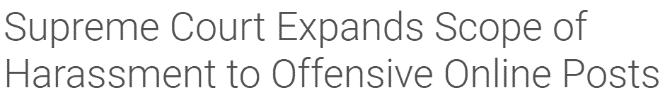 Supreme Court Expands Scope of
Harassment to Offensive Online Posts